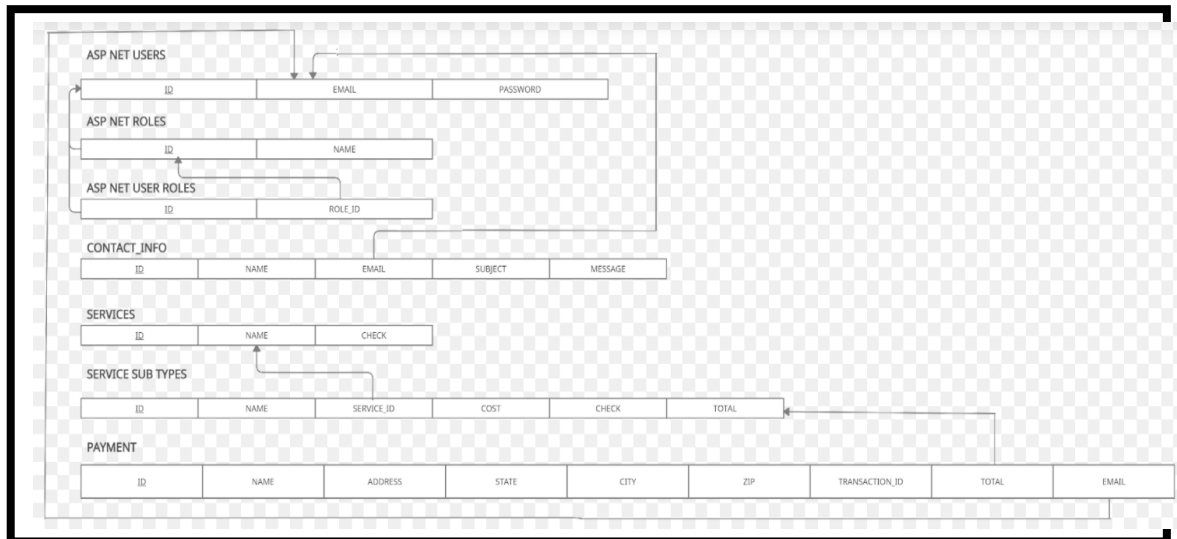 ASP NET USERS
ID EMAIL PASSWORD
ASP NET ROLES
ID NAME
ASP NET USER ROLES
ID ROLE_ID
CONTACT_INFO
ID NAME EMAIL SUBJECT MESSAGE
SERVICES
ID NAME CHECK
SERVICE SUB TYPES
ID NAME SERVICE_ID COST CHECK TOTAL
PAYMENT
ID NAME ADDRESS STATE CITY ZIP TRANSACTION_ID TOTAL EMAIL